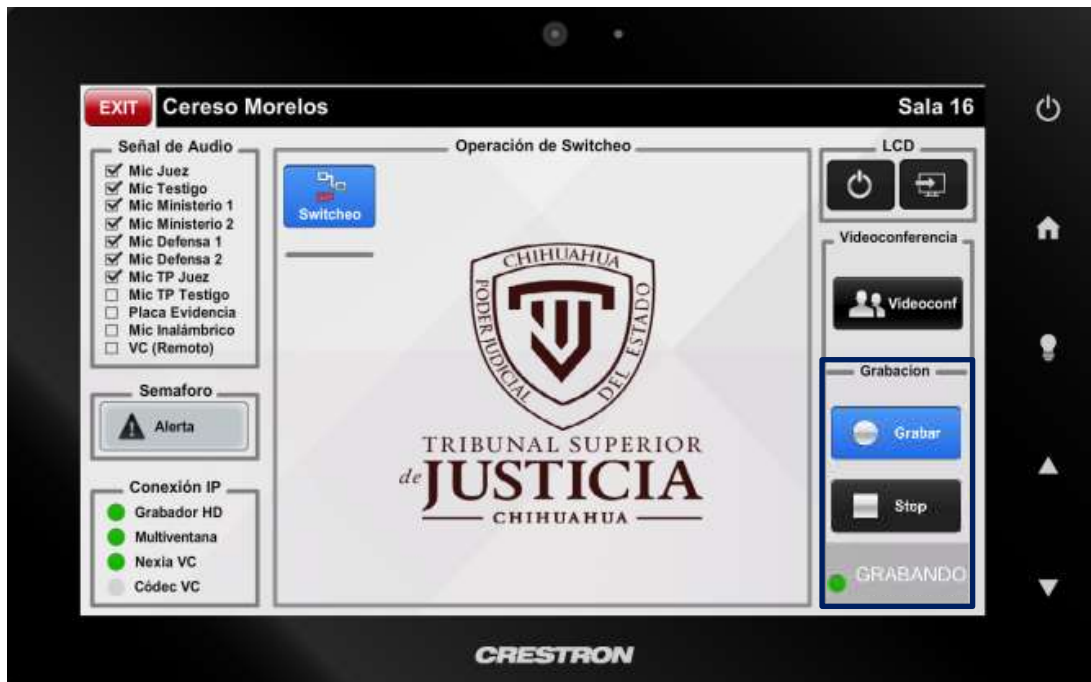 EXIT Cereso Morelos Sala 16
Señal de Audio
Mic Juez
Mic Testigo
Mic Ministerio 1
Mic Ministerio 2
Mic Defensa 1
Mic Defensa 2
Mic TP Juez
Mic TP Testigo
Placa Evidencia
Mic Inalámbrico
VC (Remoto)
Semaforo
Alerta
Conexión IP
Grabador HD
Multiventana
Nexia VC
Códec VC
Operación de Switcheo
Switcheo
CHIHUAHUA
PODER JUDICIAL DEL ESTADO
TRIBUNAL SUPERIOR
de JUSTICIA
CHIHUAHUA
LCD
Videoconferencia
Videoconf
Grabacion
Grabar
Stop
GRABANDO
CRESTRON